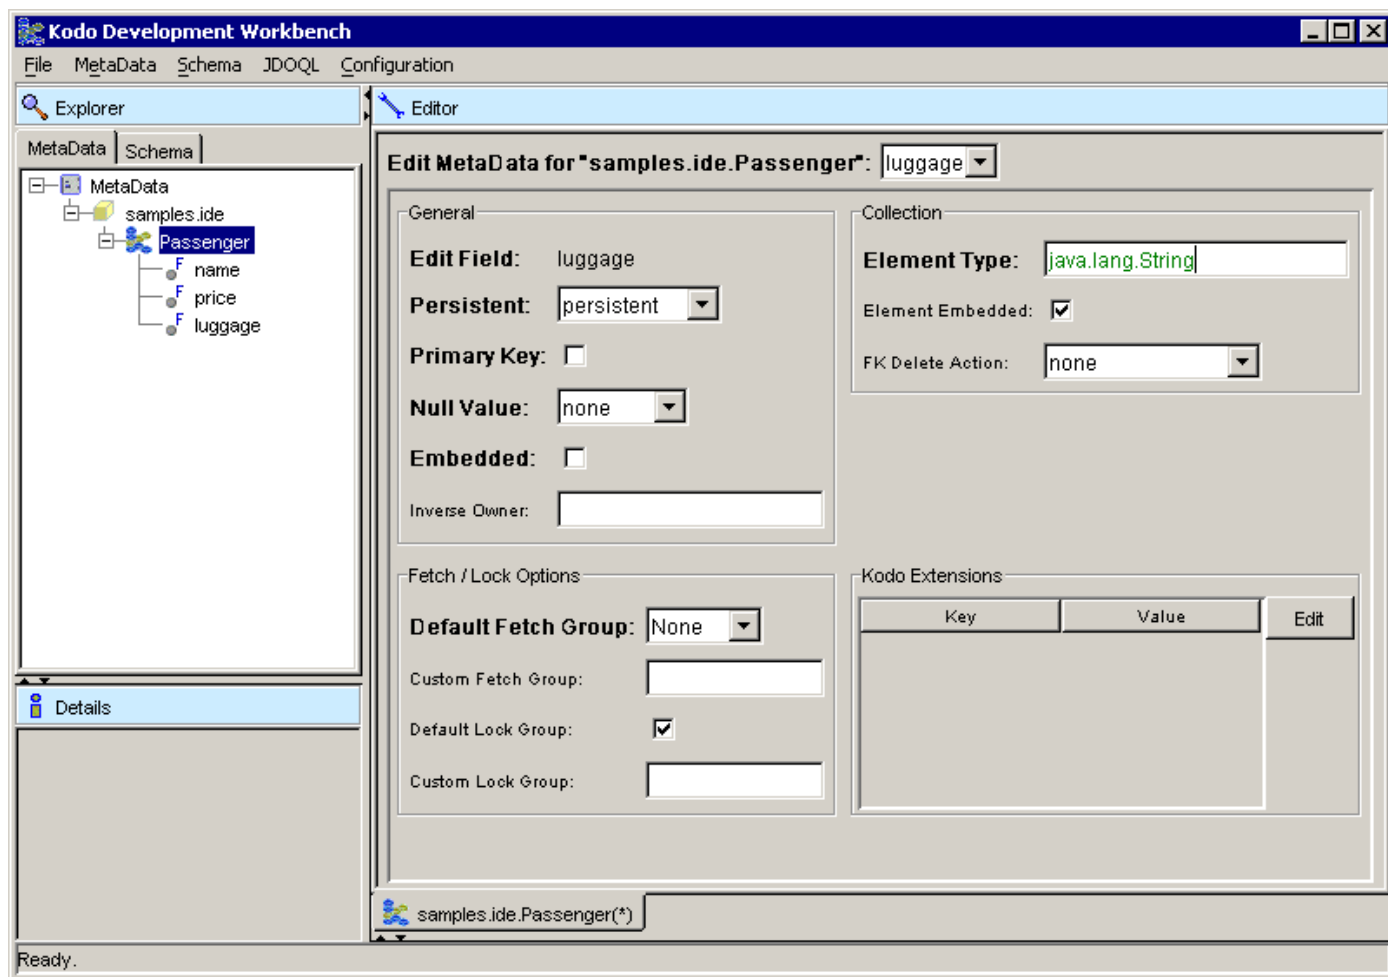 Kodo Development Workbench
File MetaData Schema JDOQL Configuration
Explorer
MetaData Schema
MetaData
samples.ide
Passenger
F name
F price
F luggage
Details
Editor
Edit MetaData for "samples.ide.Passenger": luggage
General
Edit Field: luggage
Persistent: persistent
Primary Key:
Null Value: none
Embedded:
Inverse Owner:
Collection
Element Type: java.lang.String
Element Embedded:
FK Delete Action: none
Fetch / Lock Options
Default Fetch Group: None
Custom Fetch Group:
Default Lock Group:
Custom Lock Group:
Kodo Extensions
Key Value Edit
samples.ide.Passenger(*)
Ready.